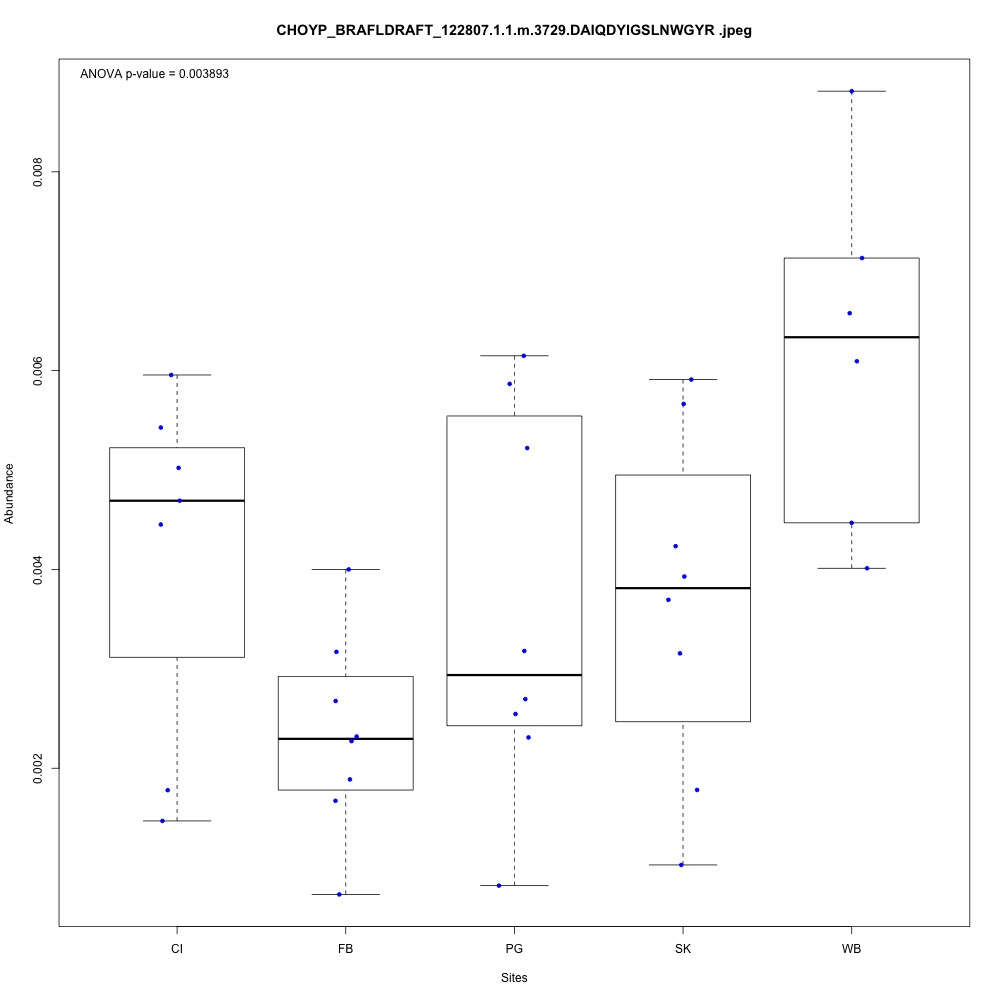 CHOYP_BRAFLDRAFT_122807.1.1.m.3729.DAIQDYIGSLNWGYR .jpeg
ANOVA p-value = 0.003893
0.008
0.006
0.004
0.002
Abundance
CI FB PG SK WB
Sites